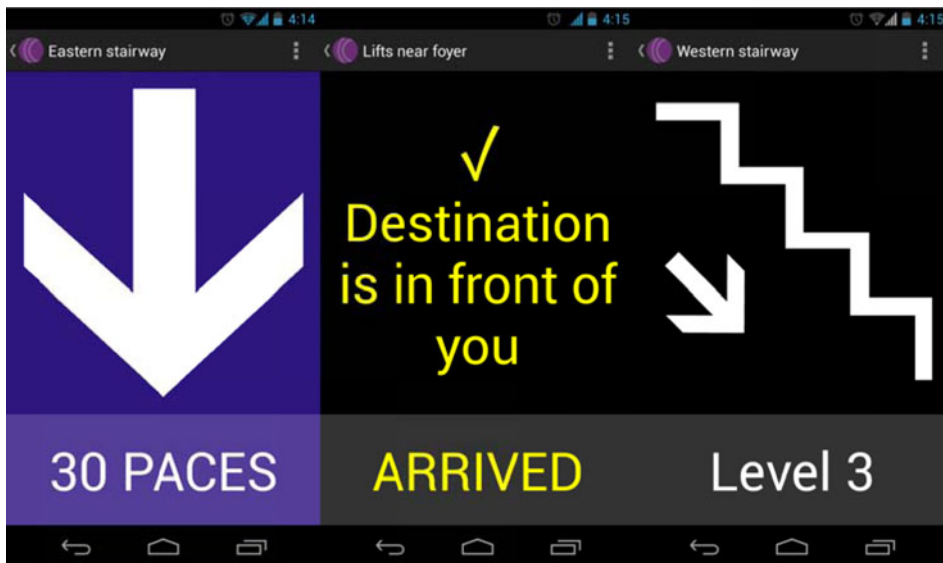 4:14
Eastern stairway
30 PACES
4:15
Lifts near foyer
√
Destination
is in front of
you
ARRIVED
4:15
Western stairway
Level 3